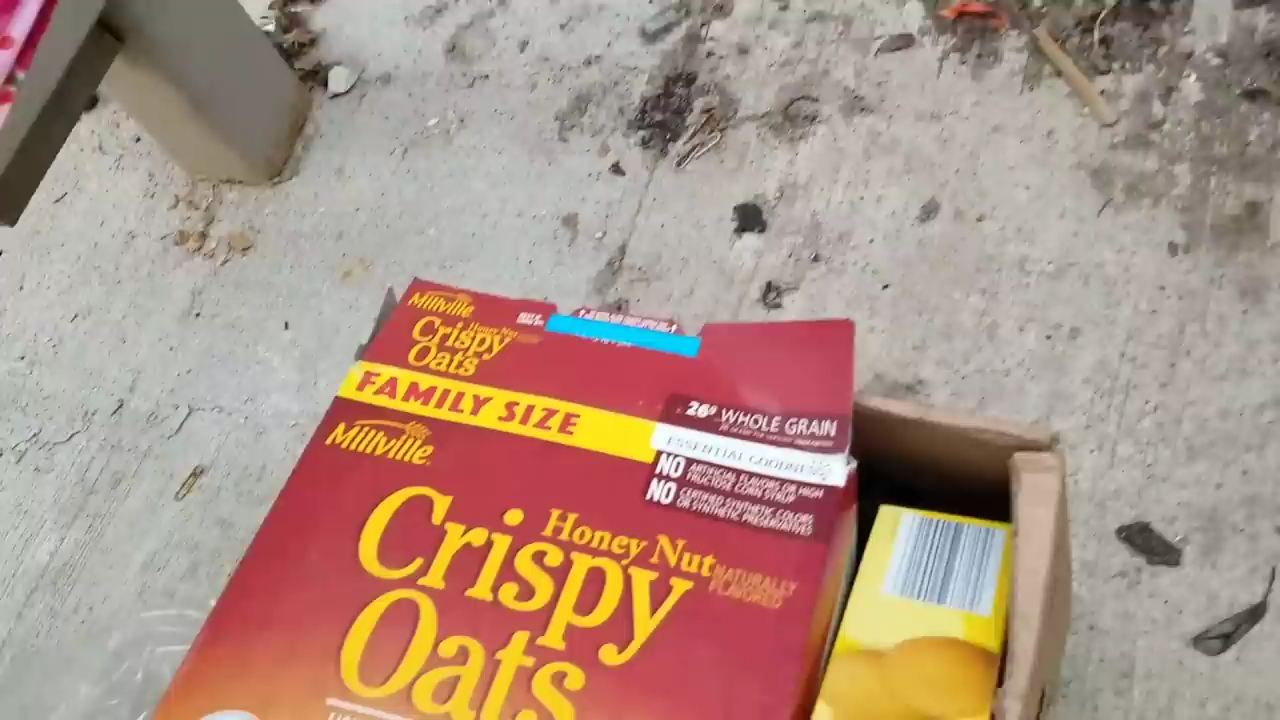 Millville
Honey Nut
Crispy
Oats
FAMILY SIZE
26g WHOLE GRAIN
ESSENTIAL GOODNESS
NO ARTIFICIAL FLAVORS OR HIGH
FRUCTOSE CORN SYRUP
NO CERTIFIED SYNTHETIC COLORS
OR SYNTHETIC PRESERVATIVES
Millville
Honey Nut
NATURALLY
FLAVORED
Crispy
Oats